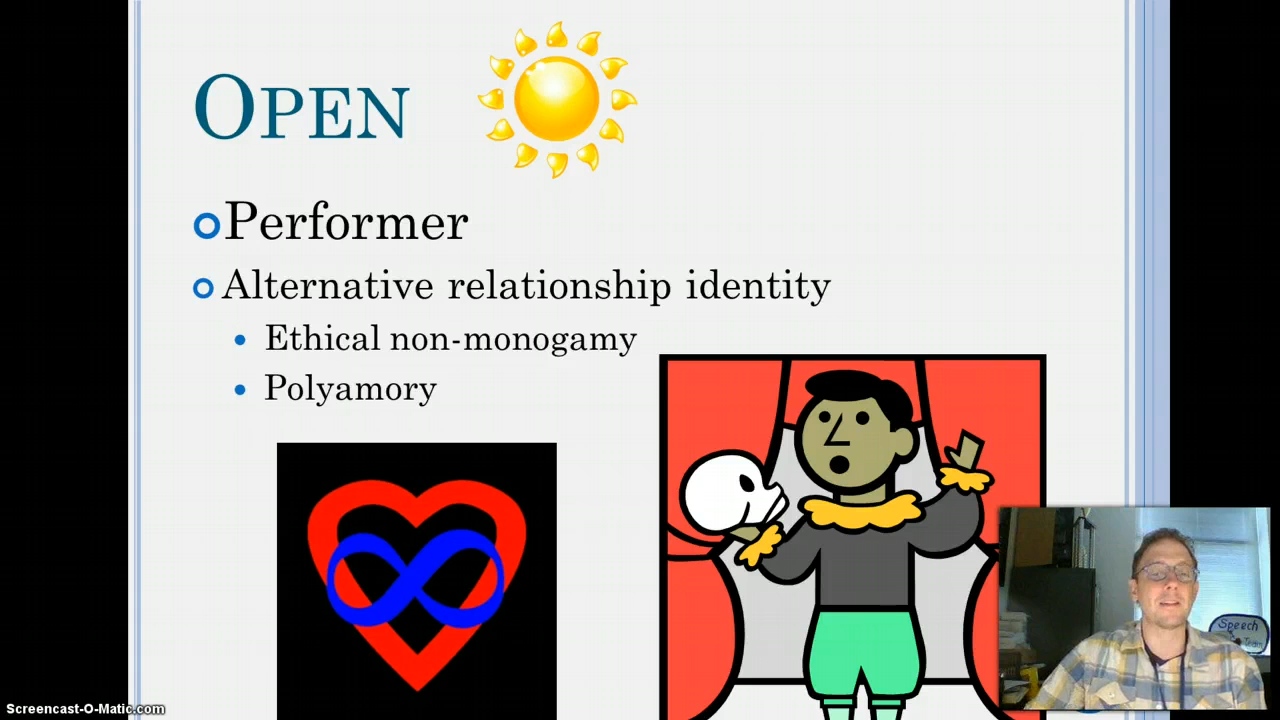 OPEN
Performer
Alternative relationship identity
Ethical non-monogamy
Polyamory
Speech
Screencast-O-Matic.com